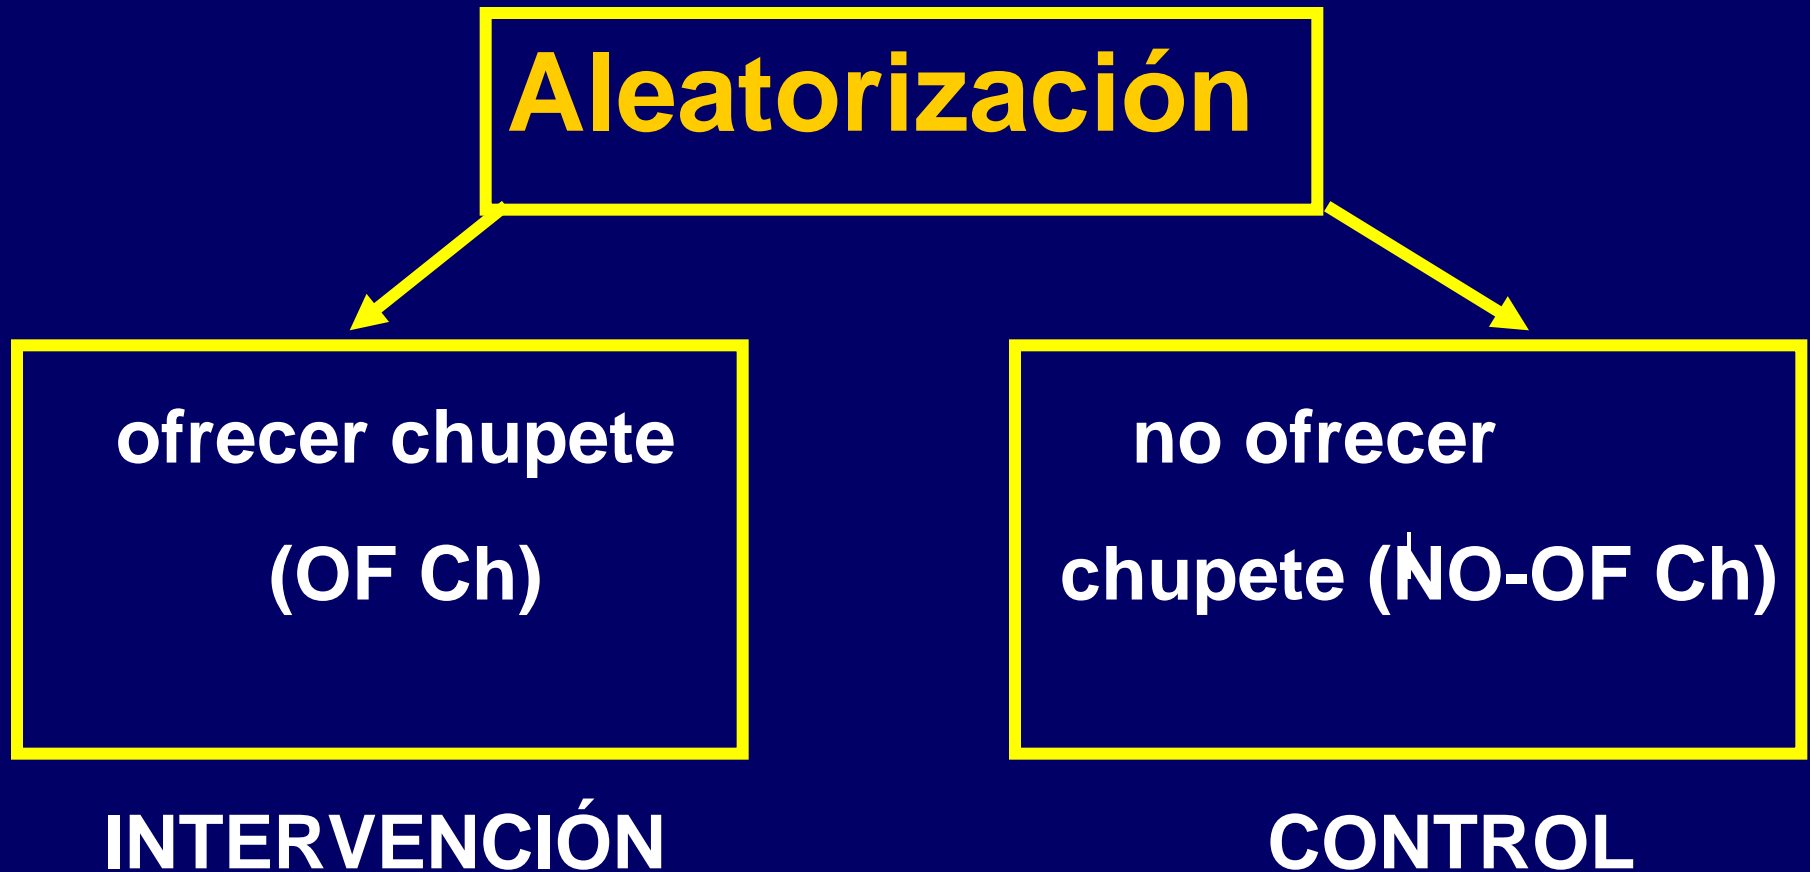 Aleatorización
ofrecer chupete
(OF Ch)
no ofrecer
chupete (NO-OF Ch)
INTERVENCIÓN
CONTROL